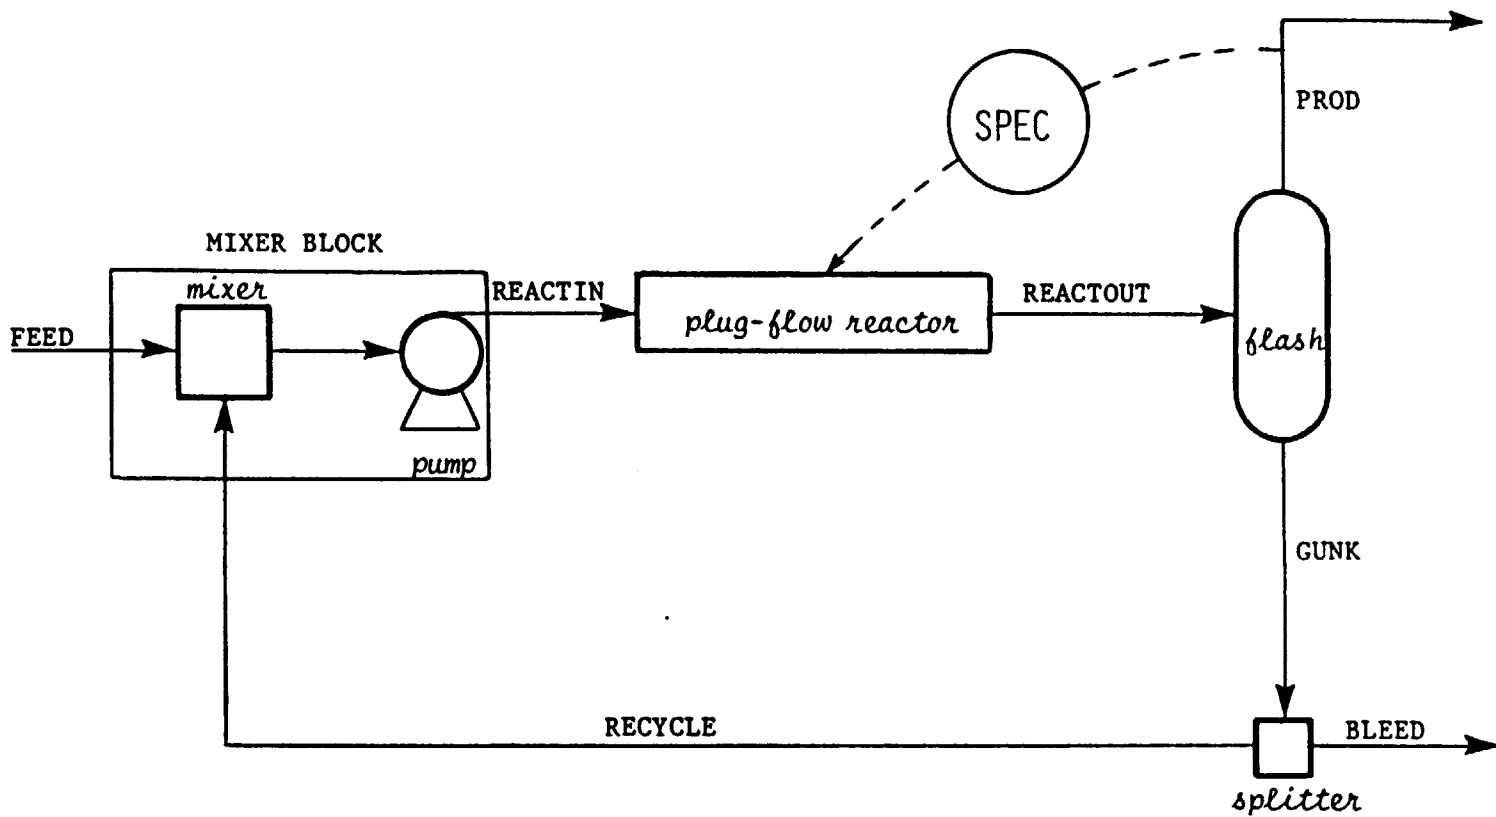 PROD
SPEC
MIXER BLOCK
mixer
REACTIN
REACTOUT
plug-flow reactor
FEED
flash
pump
GUNK
RECYCLE
BLEED
splitter